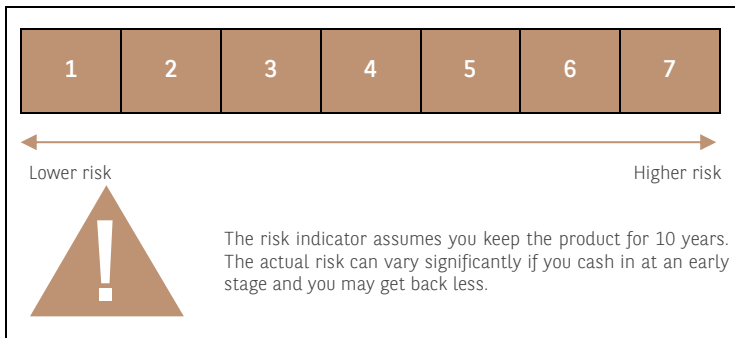 1 2 3 4 5 6 7
Lower risk Higher risk
!
The risk indicator assumes you keep the product for 10 years.
The actual risk can vary significantly if you cash in at an early
stage and you may get back less.